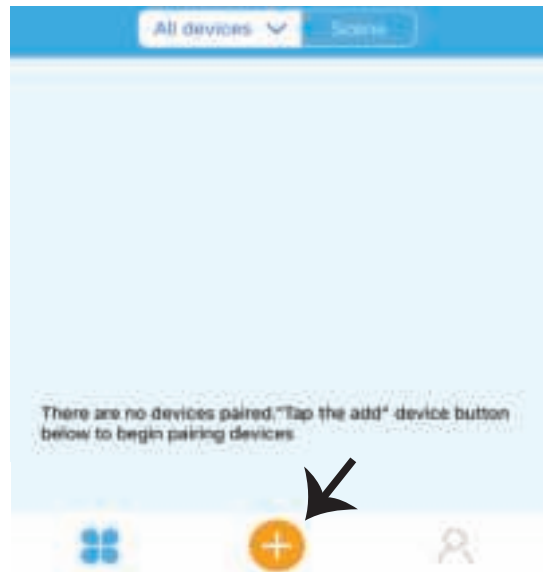 All devices
Scene
There are no devices paired."Tap the add" device button
below to begin pairing devices